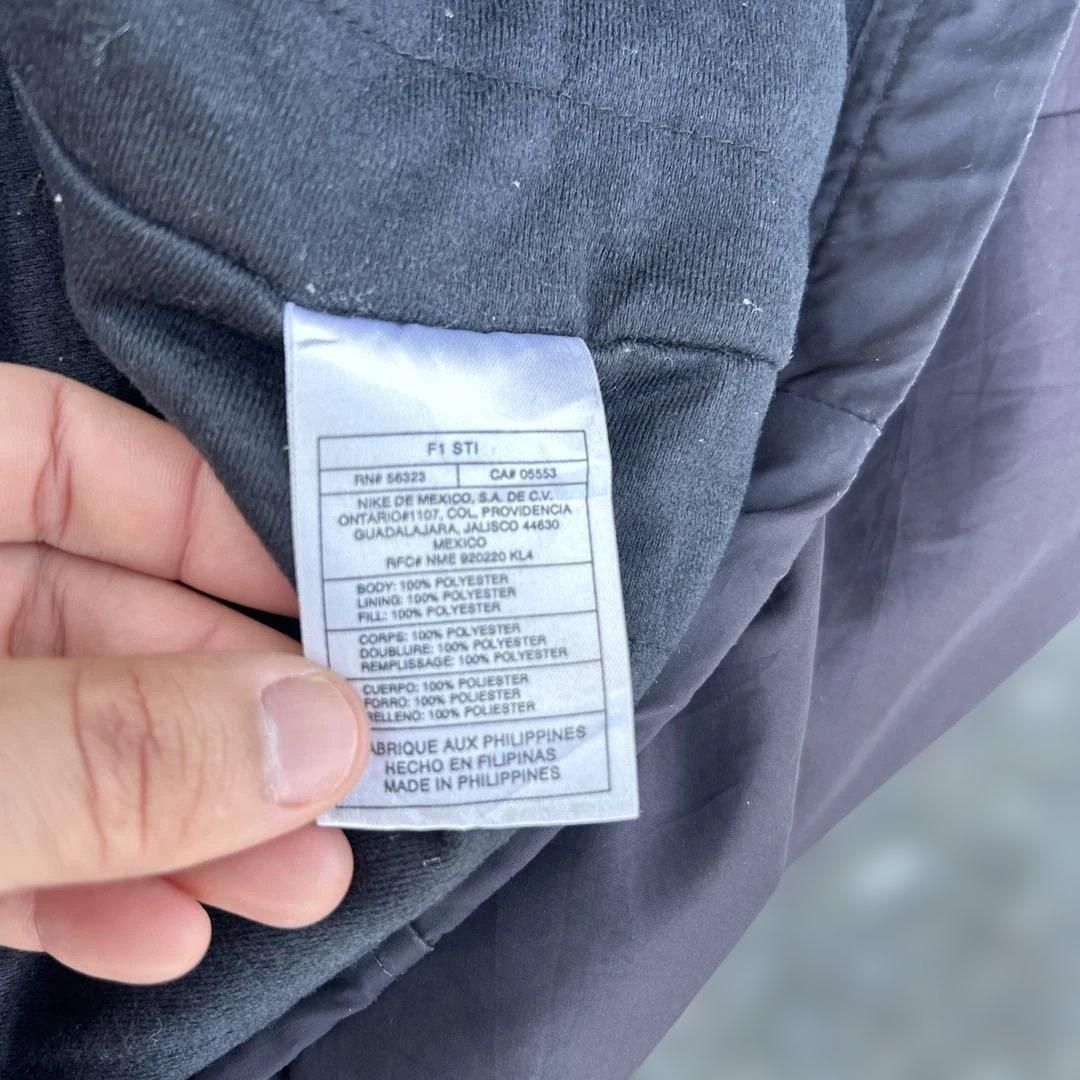 F1 STI
RN# 56323 CA# 05553
NIKE DE MEXICO, S.A. DE C.V.
ONTARIO#1107, COL, PROVIDENCIA
GUADALAJARA, JALISCO 44630
MEXICO
RFC# NME 920220 KL4
BODY: 100% POLYESTER
LINING: 100% POLYESTER
FILL: 100% POLYESTER
CORPS: 100% POLYESTER
DOUBLURE: 100% POLYESTER
REMPLISSAGE: 100% POLYESTER
CUERPO: 100% POLIESTER
FORRO: 100% POLIESTER
RELLENO: 100% POLIESTER
ABRIQUE AUX PHILIPPINES
HECHO EN FILIPINAS
MADE IN PHILIPPINES